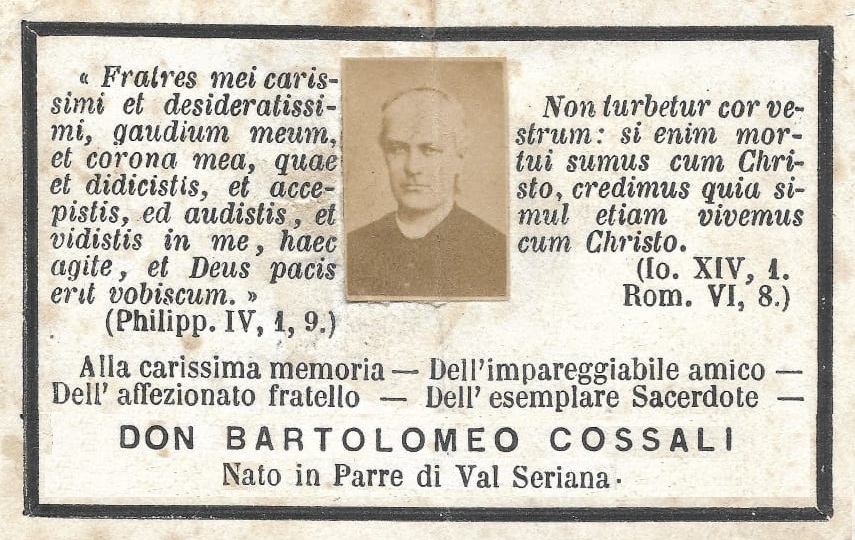 « Fratres mei caris-
simi et desideratissi-
mi, gaudium meum,
et corona mea, quae
et didicistis, et acce-
pistis, ed audistis, et
vidistis in me, haec
agite, et Deus pacis
erit vobiscum. »
(Philipp. IV, 1, 9.)
Non turbetur cor ve-
strum: si enim mor-
tui sumus cum Chri-
sto, credimus quia si-
mul etiam vivemus
cum Christo.
(Io. XIV, 1.
Rom. VI, 8.)
Alla carissima memoria — Dell'impareggiabile amico —
Dell' affezionato fratello — Dell' esemplare Sacerdote —
DON BARTOLOMEO COSSALI
Nato in Parre di Val Seriana.